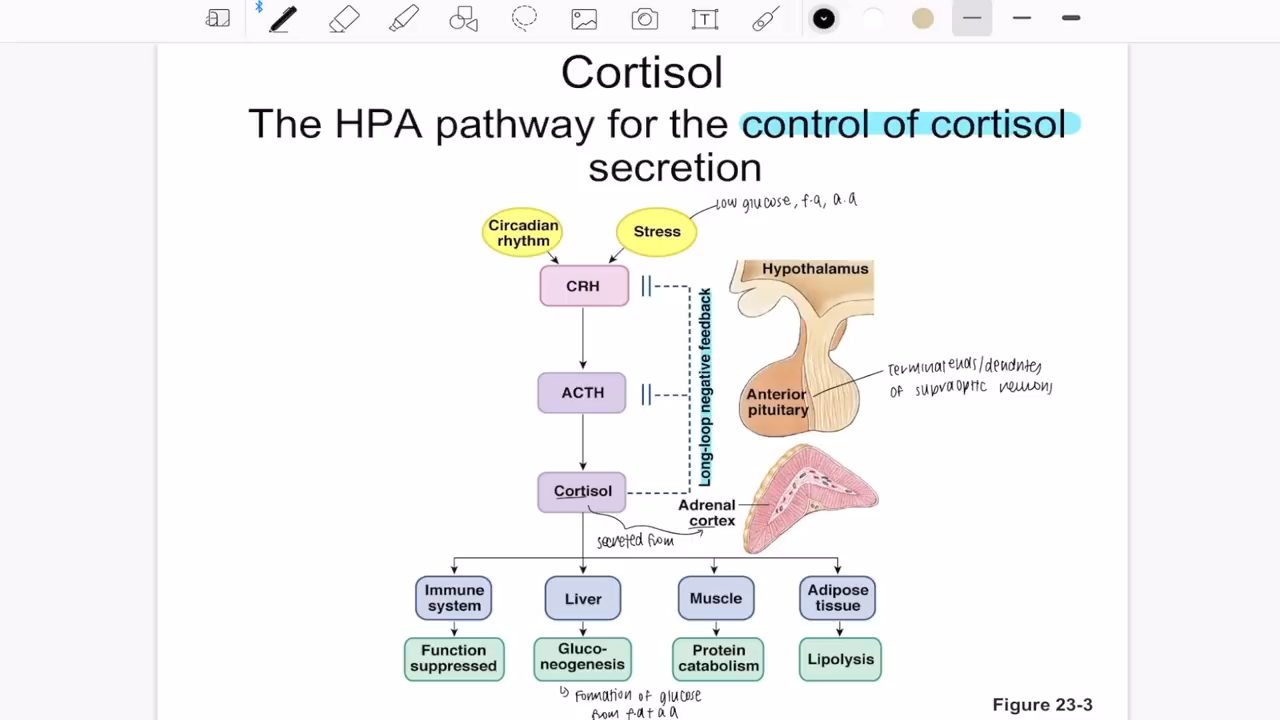 T
Cortisol
The HPA pathway for the control of cortisol
secretion
low glucose, f.a, a.a
Circadian
rhythm
Stress
CRH
Long-loop negative feedback
Hypothalamus
ACTH
Anterior
pituitary
terminal ends/dendrites
of supraoptic neurons
Cortisol
Adrenal
cortex
secreted from
Immune
system
Liver
Muscle
Adipose
tissue
Function
suppressed
Gluco-
neogenesis
Protein
catabolism
Lipolysis
Formation of glucose
from f.a + a.a
Figure 23-3